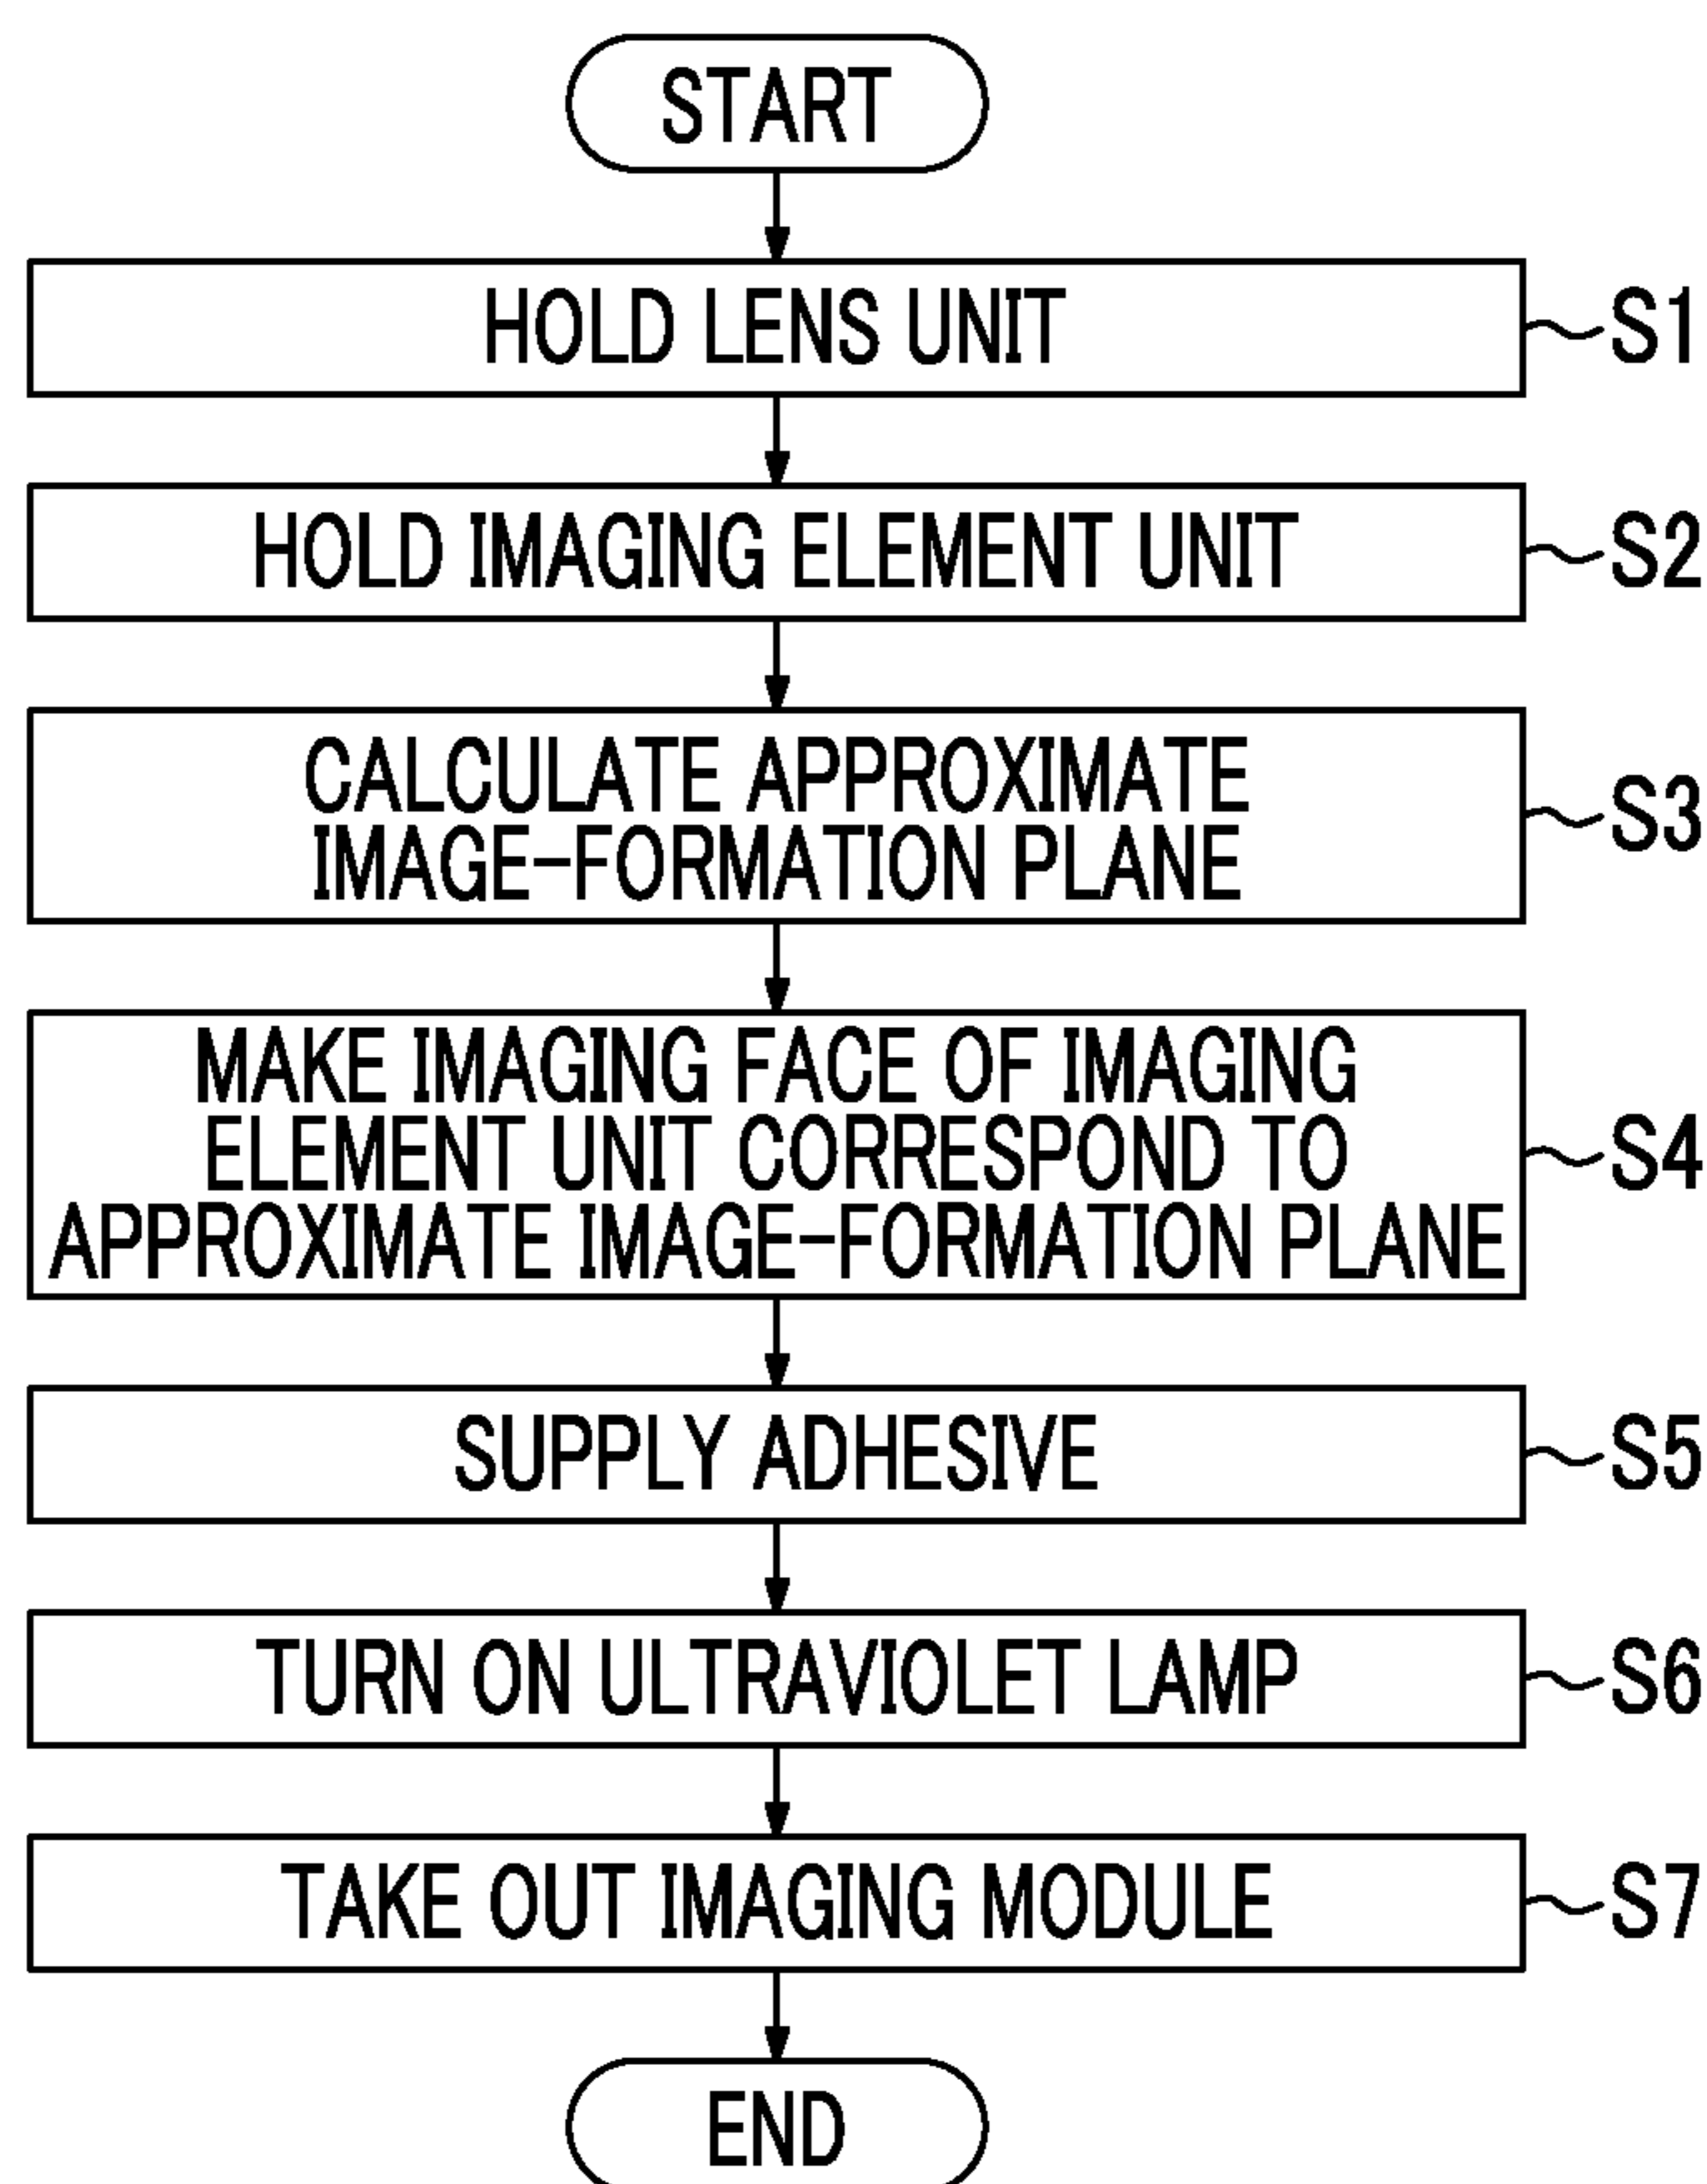 START
HOLD LENS UNIT
S1
HOLD IMAGING ELEMENT UNIT
S2
CALCULATE APPROXIMATE
IMAGE-FORMATION PLANE
S3
MAKE IMAGING FACE OF IMAGING
ELEMENT UNIT CORRESPOND TO
APPROXIMATE IMAGE-FORMATION PLANE
S4
SUPPLY ADHESIVE
S5
TURN ON ULTRAVIOLET LAMP
S6
TAKE OUT IMAGING MODULE
S7
END